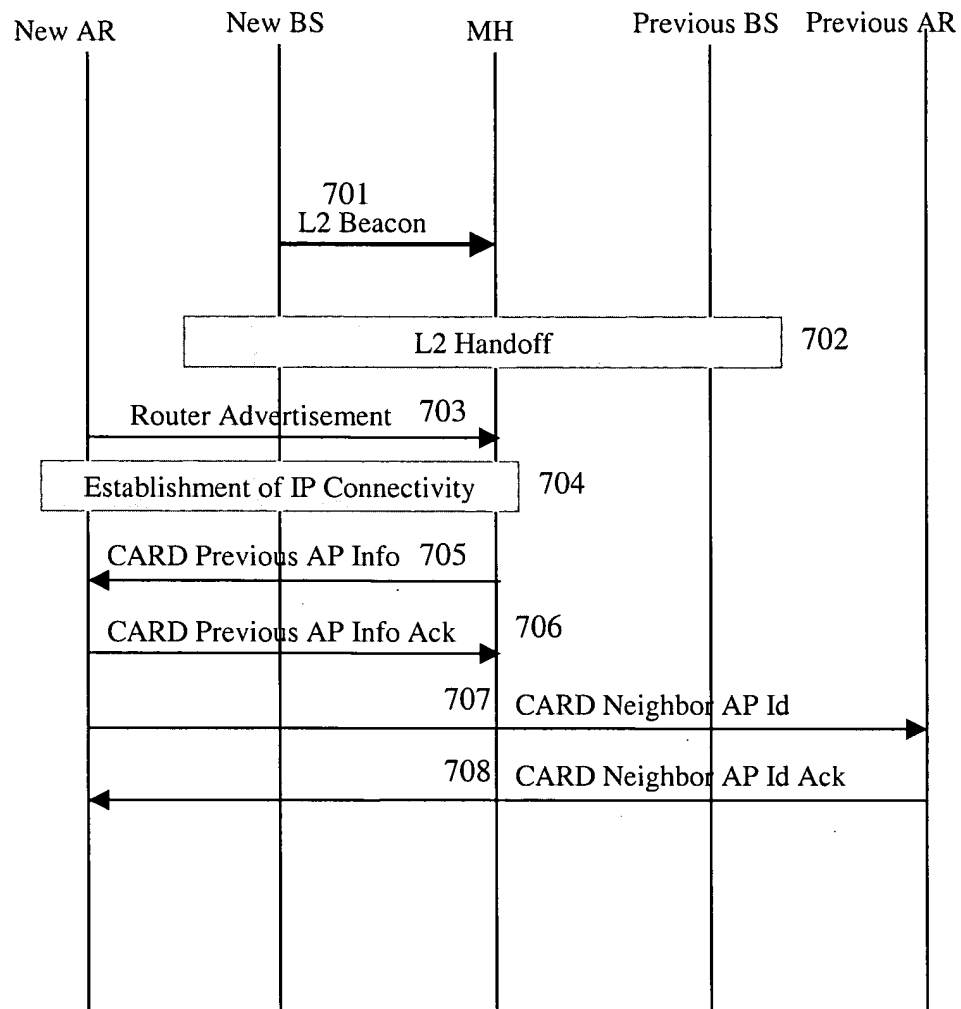 New AR
New BS
MH
Previous BS
Previous AR
701
L2 Beacon
L2 Handoff
702
Router Advertisement
703
Establishment of IP Connectivity
704
CARD Previous AP Info
705
CARD Previous AP Info Ack
706
707
CARD Neighbor AP Id
708
CARD Neighbor AP Id Ack